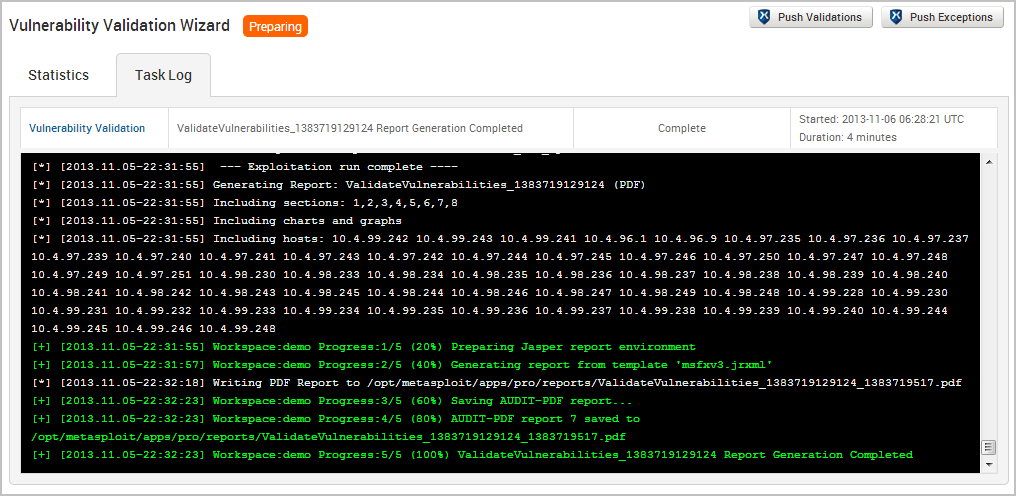 Vulnerability Validation Wizard Preparing Push Validations Push Exceptions
Statistics Task Log
Vulnerability Validation ValidateVulnerabilities_1383719129124 Report Generation Completed Complete Started: 2013-11-06 06:28:21 UTC
Duration: 4 minutes
[*] [2013.11.05-22:31:55] --- Exploitation run complete ----
[*] [2013.11.05-22:31:55] Generating Report: ValidateVulnerabilities_1383719129124 (PDF)
[*] [2013.11.05-22:31:55] Including sections: 1,2,3,4,5,6,7,8
[*] [2013.11.05-22:31:55] Including charts and graphs
[*] [2013.11.05-22:31:55] Including hosts: 10.4.99.242 10.4.99.243 10.4.99.241 10.4.96.1 10.4.96.9 10.4.97.235 10.4.97.236 10.4.97.237
10.4.97.239 10.4.97.240 10.4.97.241 10.4.97.243 10.4.97.242 10.4.97.244 10.4.97.245 10.4.97.246 10.4.97.250 10.4.97.247 10.4.97.248
10.4.97.249 10.4.97.251 10.4.98.230 10.4.98.233 10.4.98.234 10.4.98.235 10.4.98.236 10.4.98.237 10.4.98.238 10.4.98.239 10.4.98.240
10.4.98.241 10.4.98.242 10.4.98.243 10.4.98.245 10.4.98.244 10.4.98.246 10.4.98.247 10.4.98.249 10.4.98.248 10.4.99.228 10.4.99.230
10.4.99.231 10.4.99.232 10.4.99.233 10.4.99.234 10.4.99.235 10.4.99.236 10.4.99.237 10.4.99.238 10.4.99.239 10.4.99.240 10.4.99.244
10.4.99.245 10.4.99.246 10.4.99.248
[+] [2013.11.05-22:31:55] Workspace:demo Progress:1/5 (20%) Preparing Jasper report environment
[+] [2013.11.05-22:31:57] Workspace:demo Progress:2/5 (40%) Generating report from template 'msfxv3.jrxml'
[*] [2013.11.05-22:32:18] Writing PDF Report to /opt/metasploit/apps/pro/reports/ValidateVulnerabilities_1383719129124_1383719517.pdf
[+] [2013.11.05-22:32:23] Workspace:demo Progress:3/5 (60%) Saving AUDIT-PDF report...
[+] [2013.11.05-22:32:23] Workspace:demo Progress:4/5 (80%) AUDIT-PDF report 7 saved to
/opt/metasploit/apps/pro/reports/ValidateVulnerabilities_1383719129124_1383719517.pdf
[+] [2013.11.05-22:32:23] Workspace:demo Progress:5/5 (100%) ValidateVulnerabilities_1383719129124 Report Generation Completed